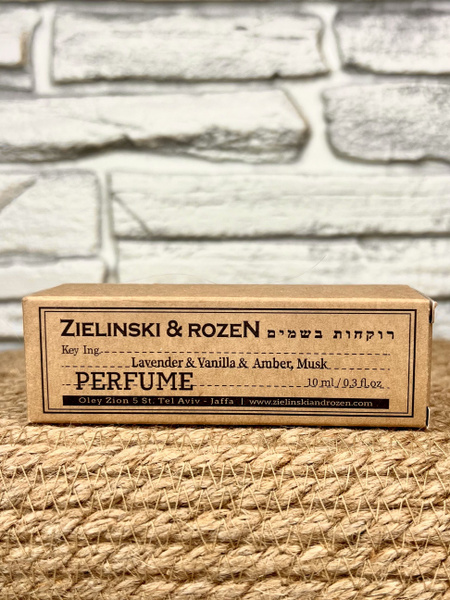 ZIELINSKI & ROZEN רוקחות בשמים
Key Ing.
Lavender & Vanilla & Amber, Musk
PERFUME 10 ml / 0,3 fl.oz
Oley Zion 5 St. Tel Aviv - Jaffa | www.zielinskiandrozen.com